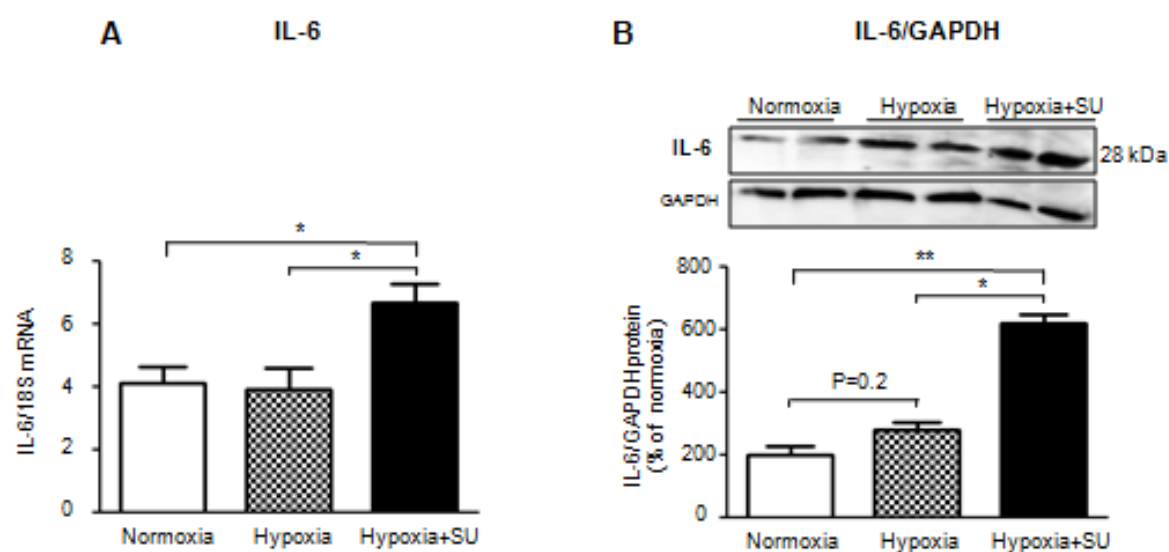 A
IL-6
IL-6/18S mRNA
8
6
4
2
0
*
*
Normoxia Hypoxia Hypoxia+SU
B
IL-6/GAPDH
Normoxia Hypoxia Hypoxia+SU
IL-6
28 kDa
GAPDH
IL-6/GAPDH protein
(% of normoxia)
800
600
400
200
0
**
*
P=0.2
Normoxia Hypoxia Hypoxia+SU